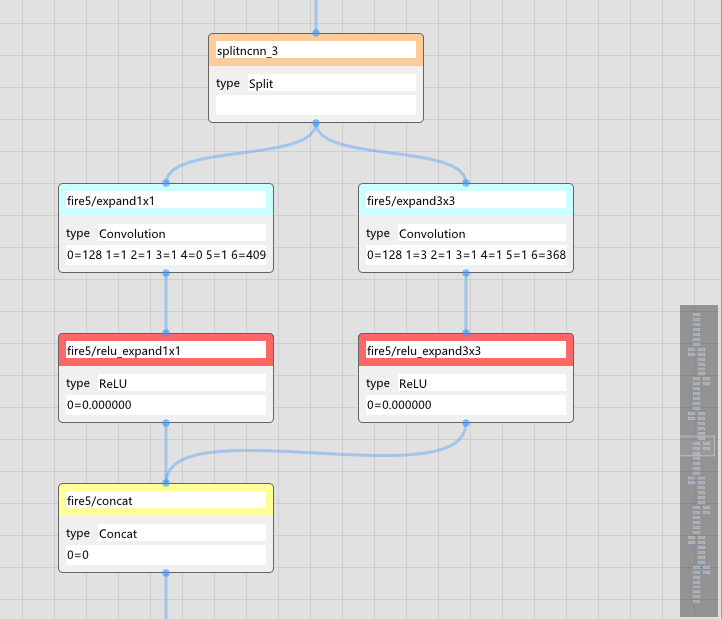 splitncnn_3
type Split
fire5/expand1x1
type Convolution
0=128 1=1 2=1 3=1 4=0 5=1 6=409
fire5/expand3x3
type Convolution
0=128 1=3 2=1 3=1 4=1 5=1 6=368
fire5/relu_expand1x1
type ReLU
0=0.000000
fire5/relu_expand3x3
type ReLU
0=0.000000
fire5/concat
type Concat
0=0